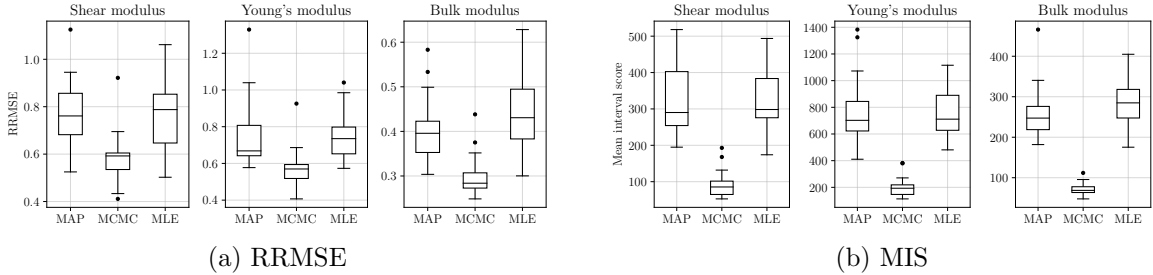 Shear modulus
Young's modulus
Bulk modulus
Shear modulus
Young's modulus
Bulk modulus
RRMSE
1.0
0.8
0.6
0.4
MAP MCMC MLE
1.2
1.0
0.8
0.6
0.4
MAP MCMC MLE
0.6
0.5
0.4
0.3
MAP MCMC MLE
Mean interval score
500
400
300
200
100
MAP MCMC MLE
1400
1200
1000
800
600
400
200
MAP MCMC MLE
400
300
200
100
MAP MCMC MLE
(a) RRMSE
(b) MIS